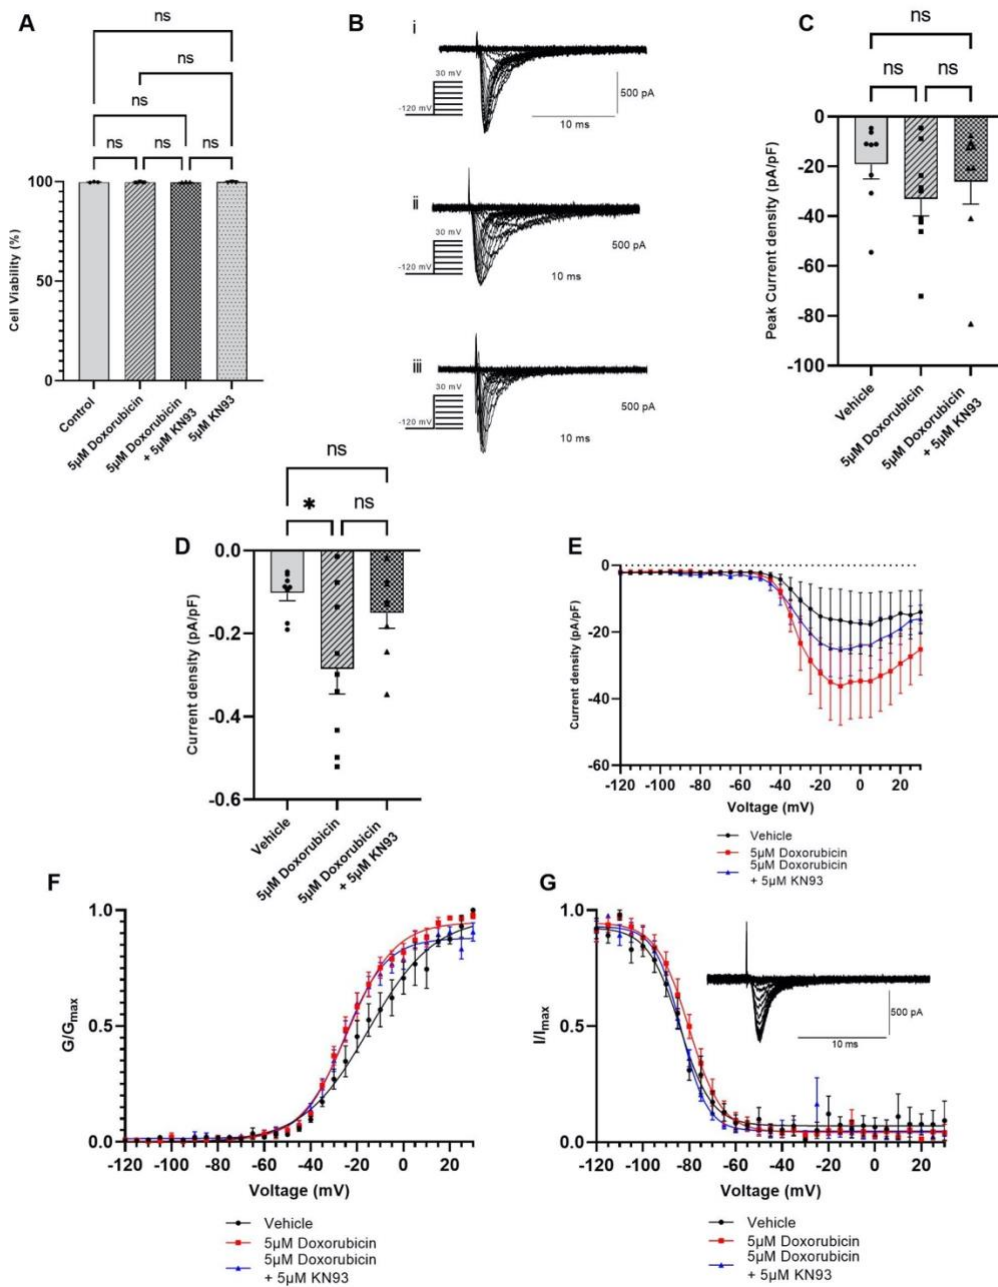 A
ns
ns
ns
ns
ns
ns
Cell Viability (%)
100
50
0
Control
5µM Doxorubicin
5µM Doxorubicin
+ 5µM KN93
5µM KN93
B
i
30 mV
-120 mV
500 pA
10 ms
ii
30 mV
-120 mV
500 pA
10 ms
iii
30 mV
-120 mV
500 pA
10 ms
C
ns
ns
ns
Peak Current density (pA/pF)
0
-20
-40
-60
-80
-100
Vehicle
5µM Doxorubicin
5µM Doxorubicin
+ 5µM KN93
D
ns
*
ns
Current density (pA/pF)
0.0
-0.2
-0.4
-0.6
Vehicle
5µM Doxorubicin
5µM Doxorubicin
+ 5µM KN93
E
Current density (pA/pF)
0
-20
-40
-60
-120 -100 -80 -60 -40 -20 0 20
Voltage (mV)
Vehicle
5µM Doxorubicin
5µM Doxorubicin
+ 5µM KN93
F
G/Gmax
1.0
0.5
0.0
-120 -100 -80 -60 -40 -20 0 20
Voltage (mV)
Vehicle
5µM Doxorubicin
5µM Doxorubicin
+ 5µM KN93
G
I/Imax
1.0
0.5
0.0
500 pA
10 ms
-120 -100 -80 -60 -40 -20 0 20
Voltage (mV)
Vehicle
5µM Doxorubicin
5µM Doxorubicin
+ 5µM KN93